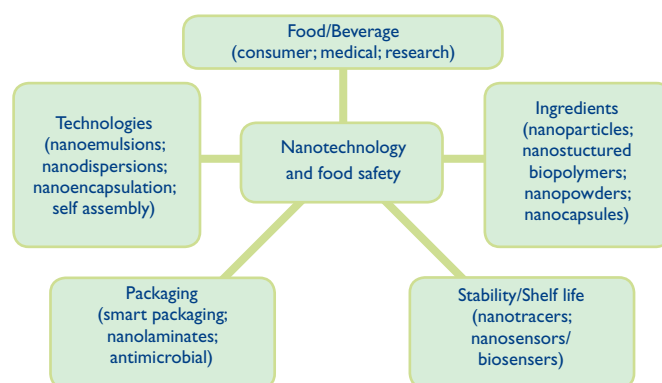 Food/Beverage
(consumer; medical; research)
Technologies
(nanoemulsions;
nanodispersions;
nanoencapsulation;
self assembly)
Nanotechnology
and food safety
Ingredients
(nanoparticles;
nanostuctured
biopolymers;
nanopowders;
nanocapsules)
Packaging
(smart packaging;
nanolaminates;
antimicrobial)
Stability/Shelf life
(nanotracers;
nanosensors/
biosensers)